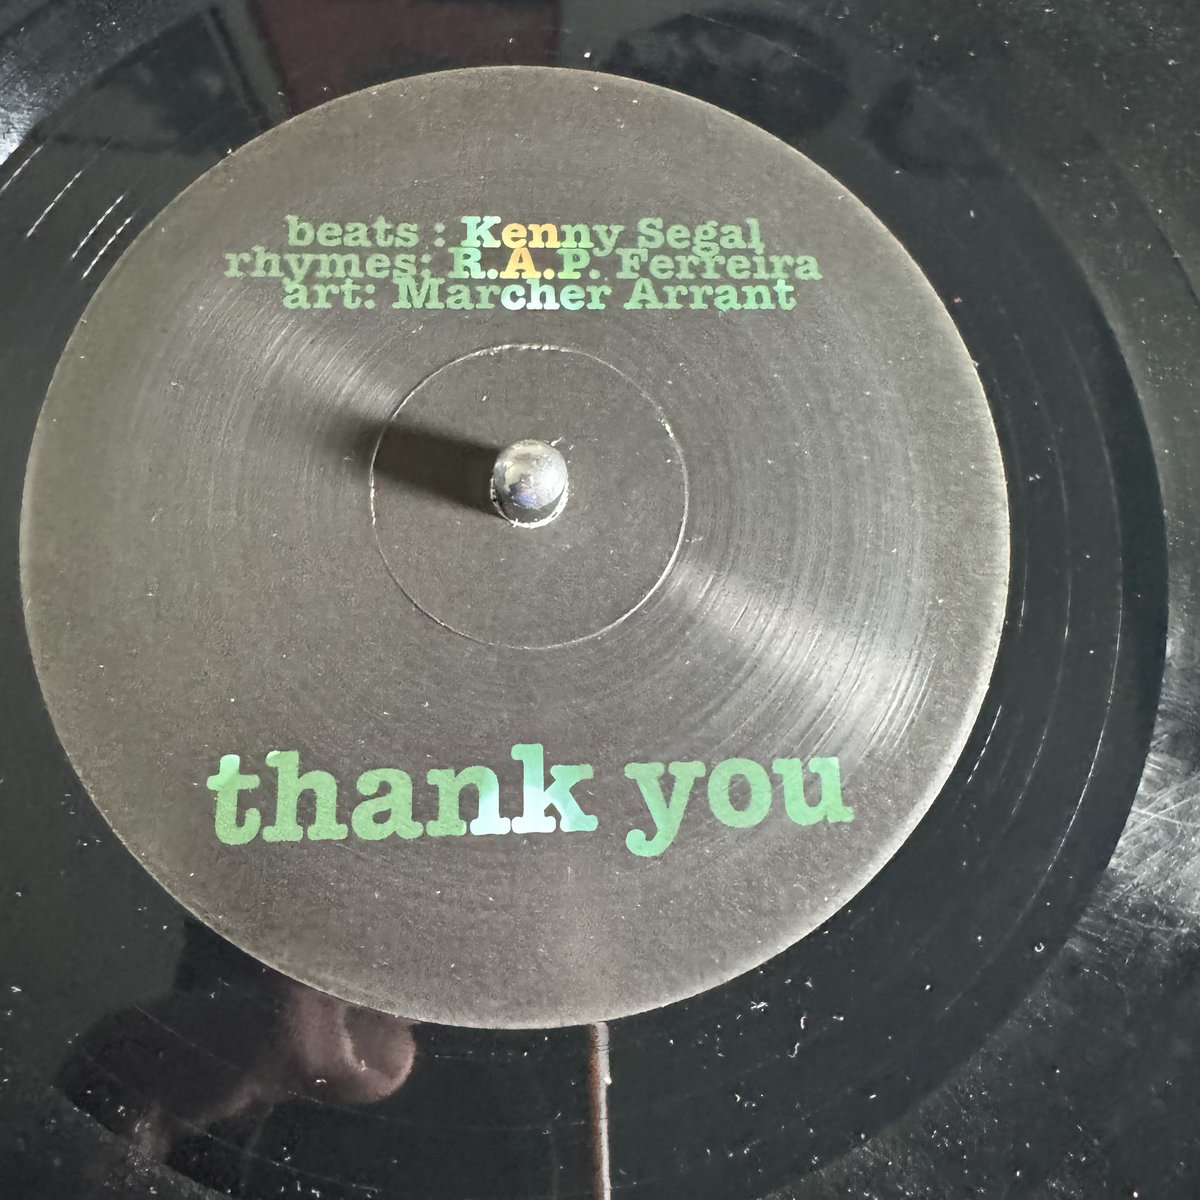 beats : Kenny Segal
rhymes: R.A.P. Ferreira
art: Marcher Arrant
thank you